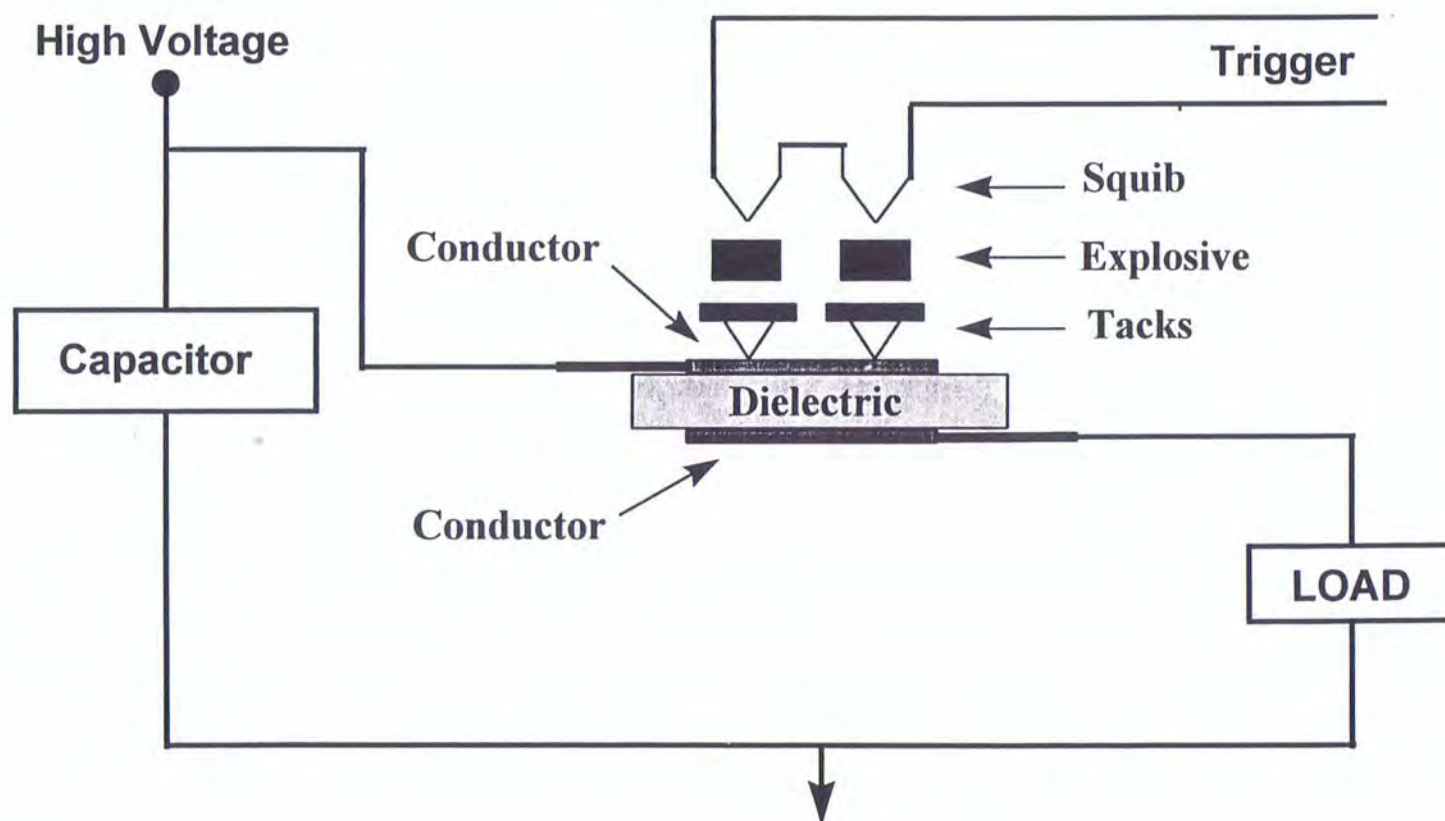 High Voltage
Trigger
Squib
Conductor
Explosive
Tacks
Capacitor
Dielectric
Conductor
LOAD